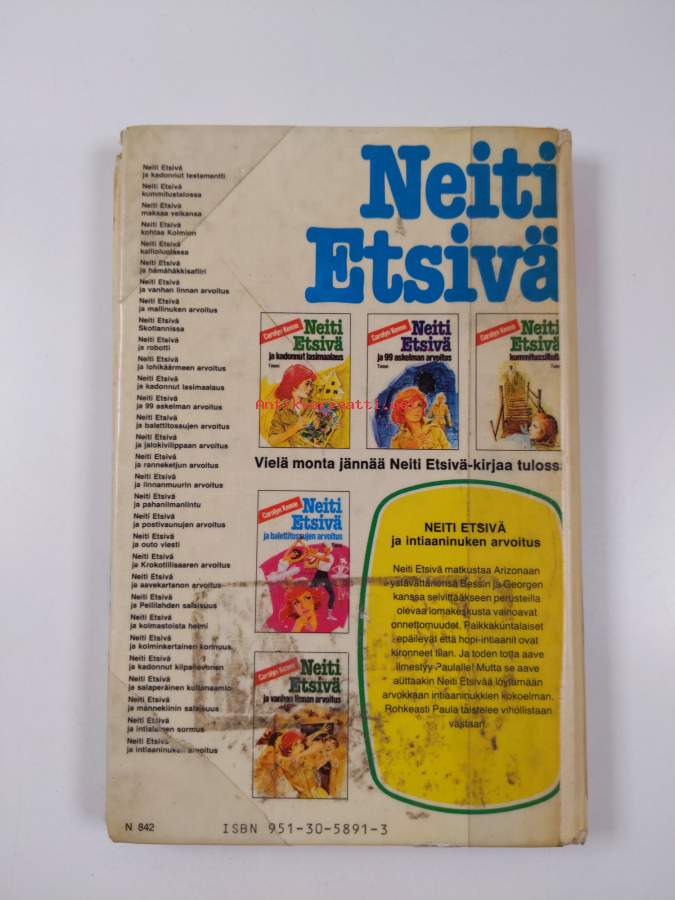 Neiti
Etsivä
Neiti Etsivä
ja kadonnut testamentti
Neiti Etsivä
kummitustalossa
Neiti Etsivä
maksaa velkansa
Neiti Etsivä
kohtaa Kolmion
Neiti Etsivä
kallioluolassa
Neiti Etsivä
ja hämähäkkisafiiri
Neiti Etsivä
ja vanhan linnan arvoitus
Neiti Etsivä
ja mallinuken arvoitus
Neiti Etsivä
Skotlannissa
Neiti Etsivä
ja robotti
Neiti Etsivä
ja lohikäärmeen arvoitus
Neiti Etsivä
ja kadonnut lasimaalaus
Neiti Etsivä
ja 99 askelman arvoitus
Neiti Etsivä
ja balettitossujen arvoitus
Neiti Etsivä
ja jalokivilippaan arvoitus
Neiti Etsivä
ja ranneketjun arvoitus
Neiti Etsivä
ja linnanmuurin arvoitus
Neiti Etsivä
ja pahanilmanlintu
Neiti Etsivä
ja postivaunujen arvoitus
Neiti Etsivä
ja outo viesti
Neiti Etsivä
ja Krokotiilisaaren arvoitus
Neiti Etsivä
ja aavekartanon arvoitus
Neiti Etsivä
ja Peililahden salaisuus
Neiti Etsivä
ja kolmastoista helmi
Neiti Etsivä
ja kolminkertainen konnuus
Neiti Etsivä
ja kadonnut kilpahevonen
Neiti Etsivä
ja salaperäinen kullanaamio
Neiti Etsivä
ja mannekiinin salaisuus
Neiti Etsivä
ja intialainen sormus
Neiti Etsivä
ja intiaaninuken arvoitus
Carolyn Keene
Neiti
Etsivä
ja kadonnut lasimaalaus
Tammi
Carolyn Keene
Neiti
Etsivä
ja 99 askelman arvoitus
Tammi
Carolyn Keene
Neiti
Etsivä
kummitussillalla
Antikvariaatti.net
Vielä monta jännää Neiti Etsivä-kirjaa tulossa
Carolyn Keene
Neiti
Etsivä
ja balettitossujen arvoitus
Carolyn Keene
Neiti
Etsivä
ja vanhan linnan arvoitus
NEITI ETSIVÄ
ja intiaaninuken arvoitus
Neiti Etsivä matkustaa Arizonaan
ystävättäriensä Bessin ja Georgen
kanssa selvittääkseen perusteilla
olevaa lomakeskusta vainoavat
onnettomuudet. Paikkakuntalaiset
epäilevät että hopi-intiaanit ovat
kironneet tilan. Ja toden totta aave
ilmestyy Paulalle! Mutta se aave
auttaakin Neiti Etsivää löytämään
arvokkaan intiaaninukkien kokoelman.
Rohkeasti Paula taistelee vihollistaan
vastaan.
N 842
ISBN 951-30-5891-3